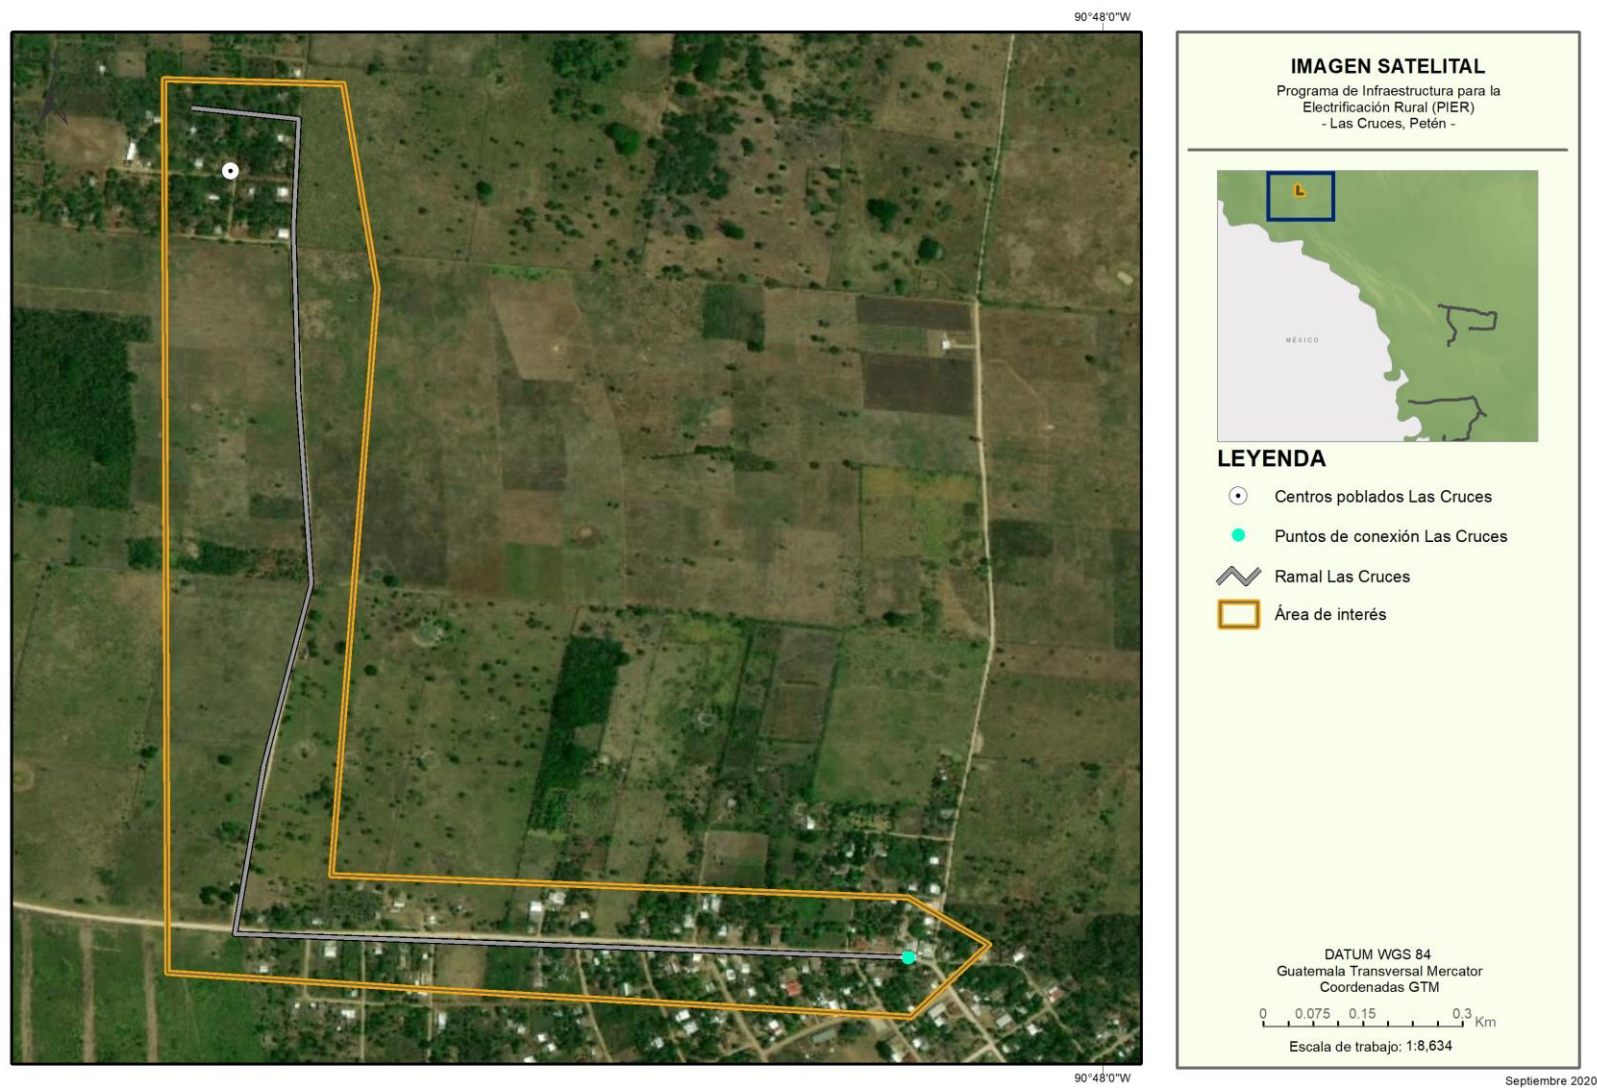 90°48'0"W
IMAGEN SATELITAL
Programa de Infraestructura para la
Electrificación Rural (PIER)
- Las Cruces, Petén -
MÉXICO
LEYENDA
Centros poblados Las Cruces
Puntos de conexión Las Cruces
Ramal Las Cruces
Área de interés
DATUM WGS 84
Guatemala Transversal Mercator
Coordenadas GTM
0 0.075 0.15 0.3 Km
Escala de trabajo: 1:8,634
90°48'0"W
Septiembre 2020